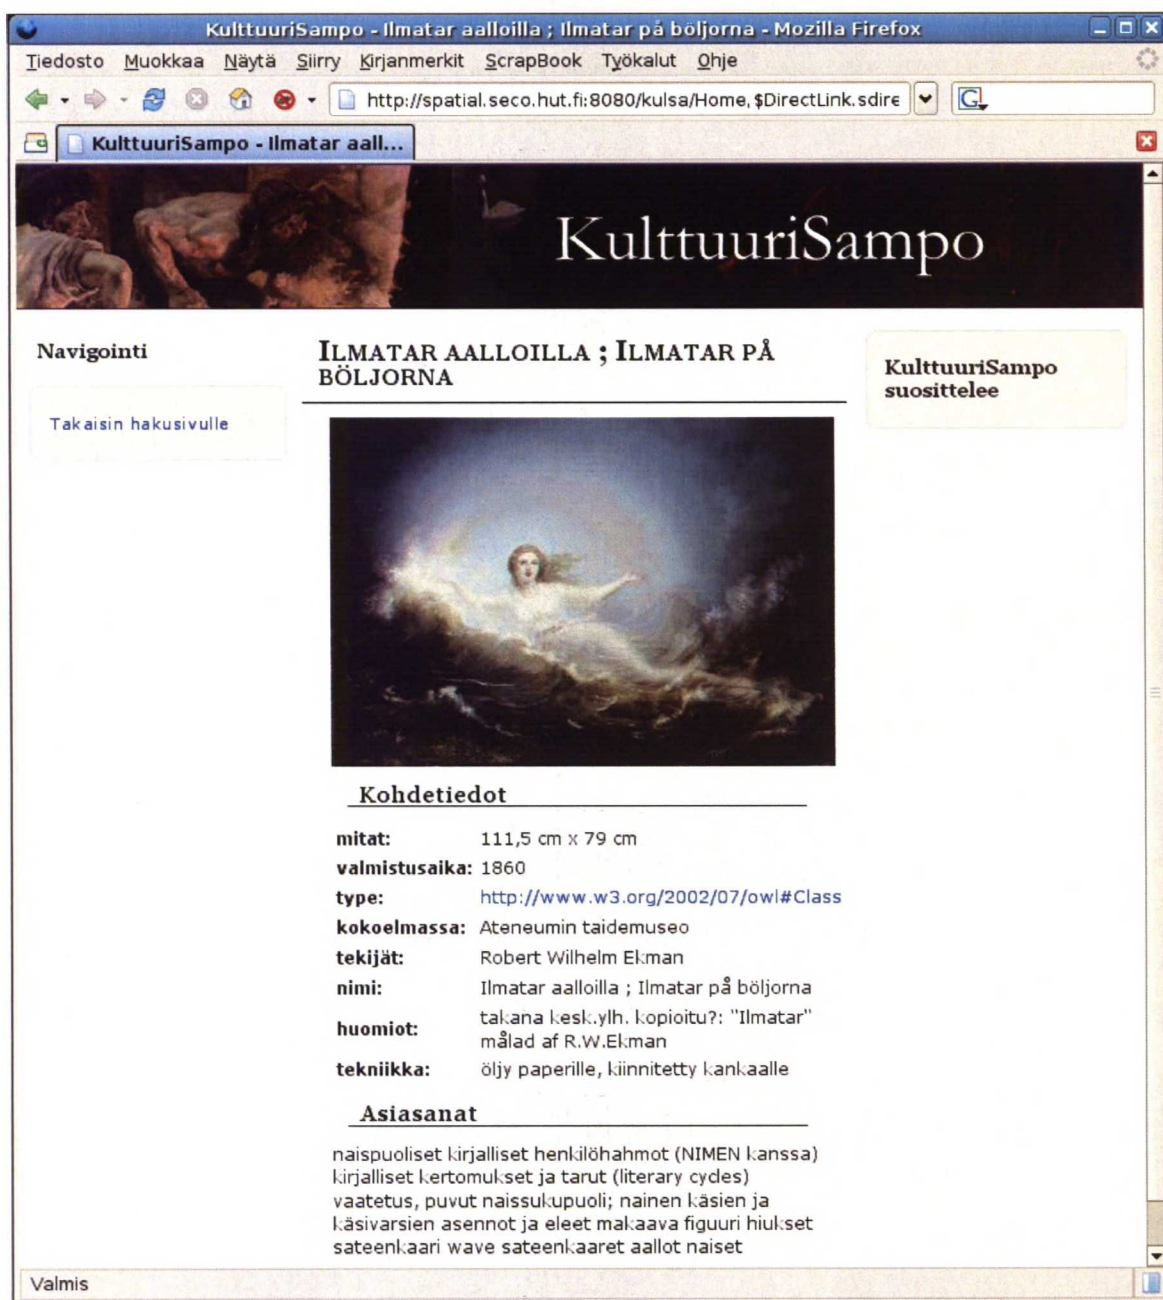 KulttuuriSampo - Ilmatar aalloilla ; Ilmatar på böljorna - Mozilla Firefox
Tiedosto Muokkaa Näytä Siirry Kirjanmerkit ScrapBook Työkalut Ohje
http://spatial.seco.hut.fi:8080/kulsa/Home,$DirectLink.sdire
G
KulttuuriSampo - Ilmatar aall...
KulttuuriSampo
Navigointi
Takaisin hakusivulle
ILMATAR AALLOILLA ; ILMATAR PÅ
BÖLJORNA
KulttuuriSampo
suosittelee
Kohdetiedot
mitat: 111,5 cm x 79 cm
valmistusaika: 1860
type: http://www.w3.org/2002/07/owl#Class
kokoelmassa: Ateneumin taidemuseo
tekijät: Robert Wilhelm Ekman
nimi: Ilmatar aalloilla ; Ilmatar på böljorna
huomiot: takana kesk.ylh. kopioitu?: "Ilmatar"
målad af R.W.Ekman
tekniikka: öljy paperille, kiinnitetty kankaalle
Asiasanat
naispuoliset kirjalliset henkilöhahmot (NIMEN kanssa)
kirjalliset kertomukset ja tarut (literary cycles)
vaatetus, puvut naissukupuoli; nainen käsien ja
käsivarsien asennot ja eleet makaava figuuri hiukset
sateenkaari wave sateenkaaret aallot naiset
Valmis